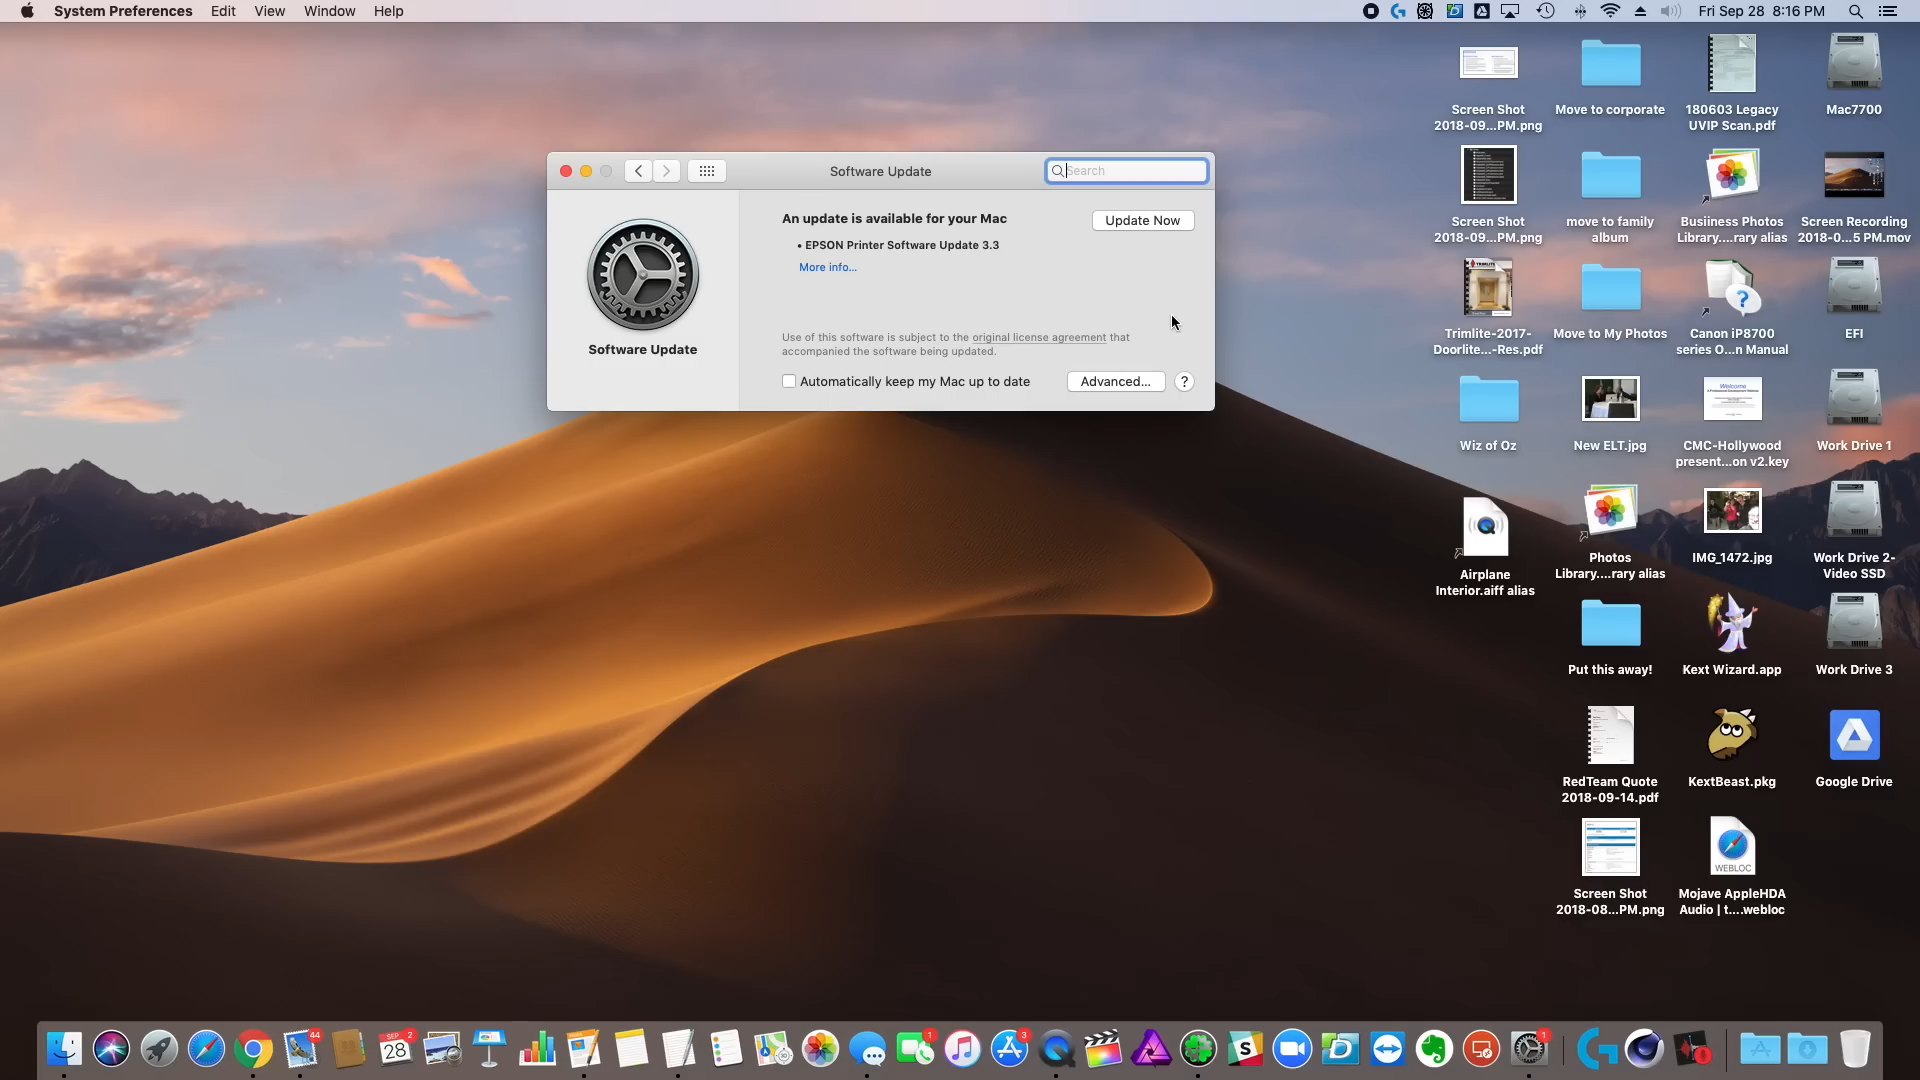 System Preferences Edit View Window Help
Fri Sep 28 8:16 PM
Software Update
Search
An update is available for your Mac
Update Now
• EPSON Printer Software Update 3.3
More info...
Software Update
Use of this software is subject to the original license agreement that
accompanied the software being updated.
Automatically keep my Mac up to date
Advanced...
?
Screen Shot
2018-09...PM.png
Move to corporate
180603 Legacy
UVIP Scan.pdf
Mac7700
Screen Shot
2018-09...PM.png
move to family
album
Busiiness Photos
Library....rary alias
Screen Recording
2018-0...5 PM.mov
Trimlite-2017-
Doorlite...-Res.pdf
Move to My Photos
Canon iP8700
series O...n Manual
EFI
Wiz of Oz
New ELT.jpg
Welcome
CMC-Hollywood
present...on v2.key
Work Drive 1
Airplane
Interior.aiff alias
Photos
Library....rary alias
IMG_1472.jpg
Work Drive 2-
Video SSD
Put this away!
Kext Wizard.app
Work Drive 3
RedTeam Quote
2018-09-14.pdf
KextBeast.pkg
Google Drive
WEBLOC
Screen Shot
2018-08...PM.png
Mojave AppleHDA
Audio | t....webloc
44
SEP
28
2
1
3
1